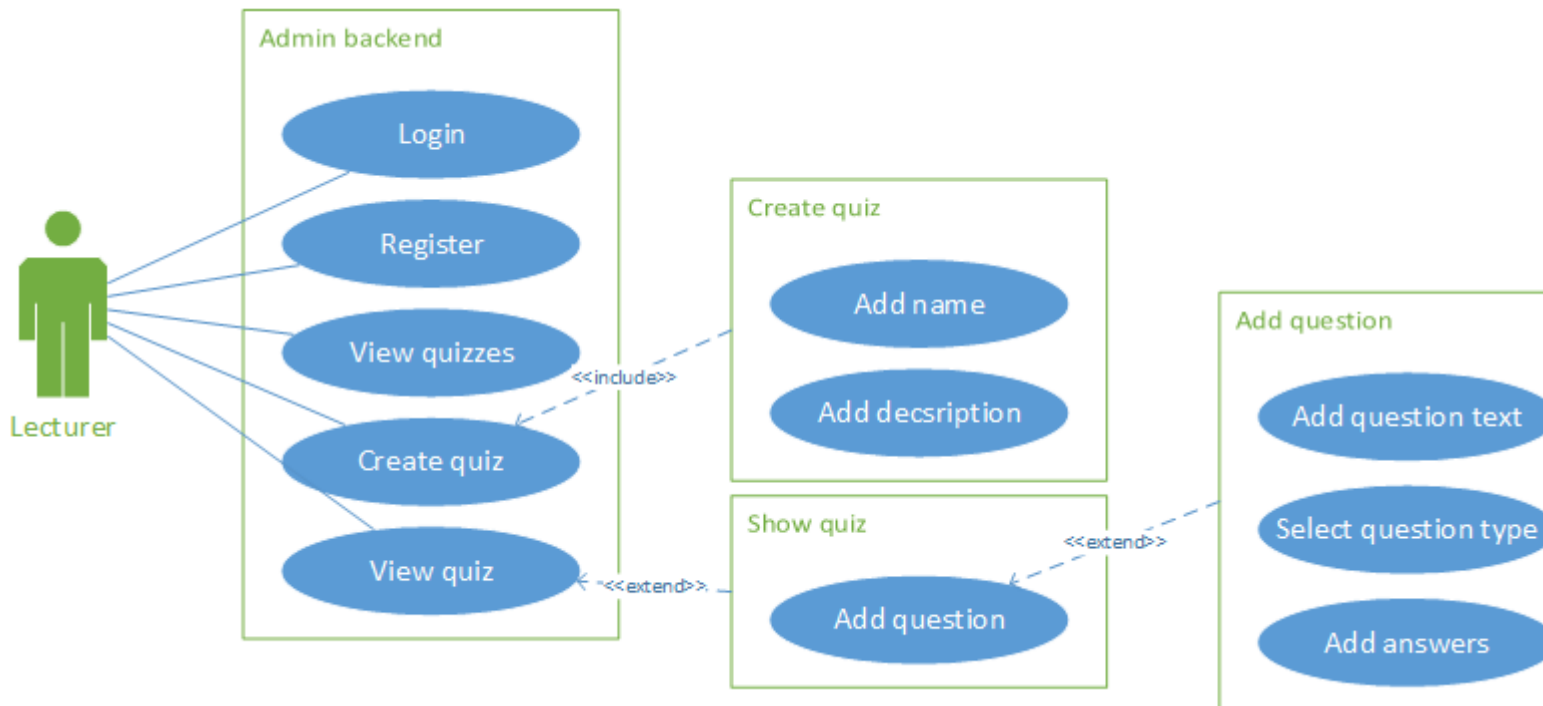 Admin backend
Login
Register
View quizzes
Create quiz
View quiz
Lecturer
<<include>>
Create quiz
Add name
Add decsription
<<extend>>
Show quiz
Add question
<<extend>>
Add question
Add question text
Select question type
Add answers